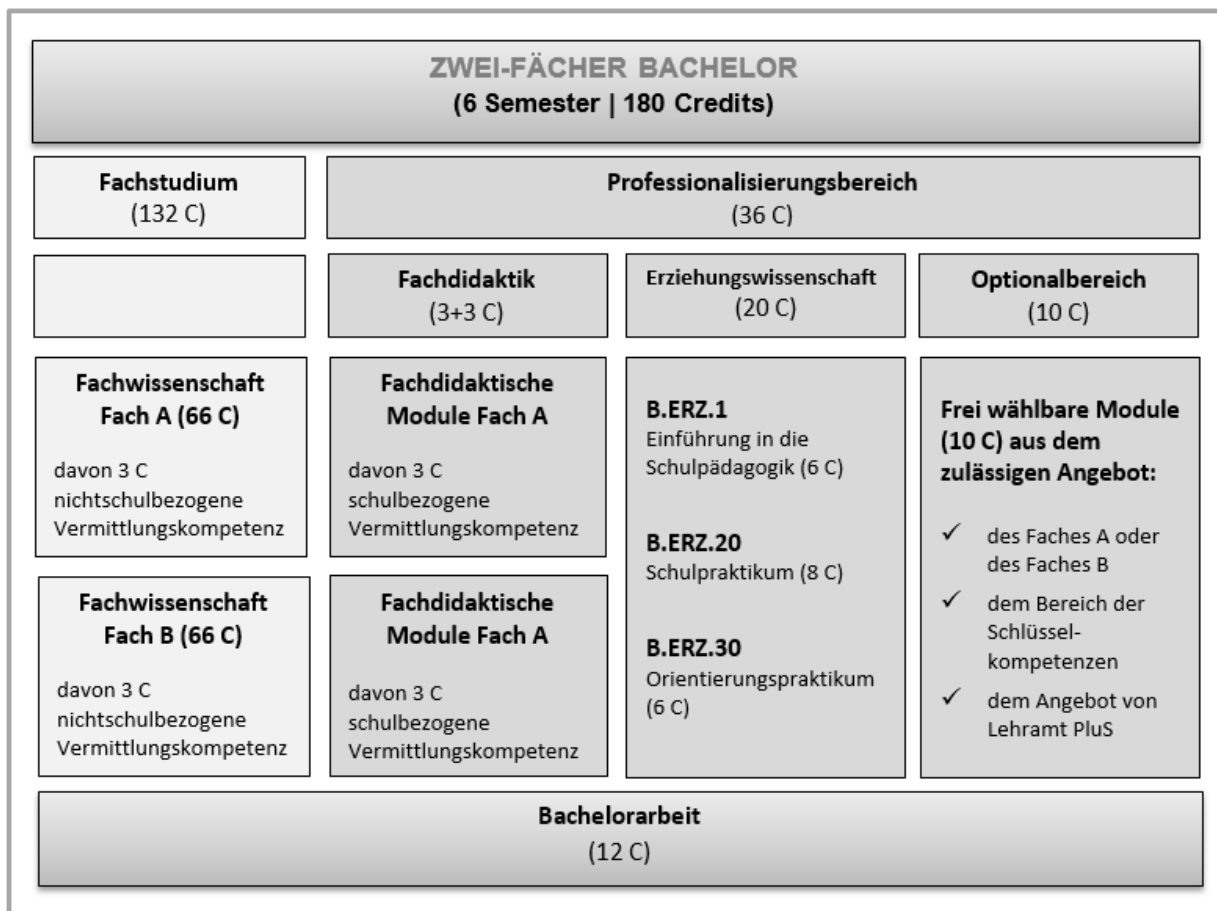 ZWEI-FÄCHER BACHELOR
(6 Semester | 180 Credits)
Fachstudium
(132 C)
Professionalisierungsbereich
(36 C)
Fachdidaktik
(3+3 C)
Erziehungswissenschaft
(20 C)
Optionalbereich
(10 C)
Fachwissenschaft
Fach A (66 C)
davon 3 C
nichtschulbezogene
Vermittlungskompetenz
Fachdidaktische
Module Fach A
davon 3 C
schulbezogene
Vermittlungskompetenz
Fachwissenschaft
Fach B (66 C)
davon 3 C
nichtschulbezogene
Vermittlungskompetenz
Fachdidaktische
Module Fach A
davon 3 C
schulbezogene
Vermittlungskompetenz
B.ERZ.1
Einführung in die
Schulpädagogik (6 C)
B.ERZ.20
Schulpraktikum (8 C)
B.ERZ.30
Orientierungspraktikum
(6 C)
Frei wählbare Module
(10 C) aus dem
zulässigen Angebot:
✓ des Faches A oder
des Faches B
✓ dem Bereich der
Schlüssel-
kompetenzen
✓ dem Angebot von
Lehramt PluS
Bachelorarbeit
(12 C)